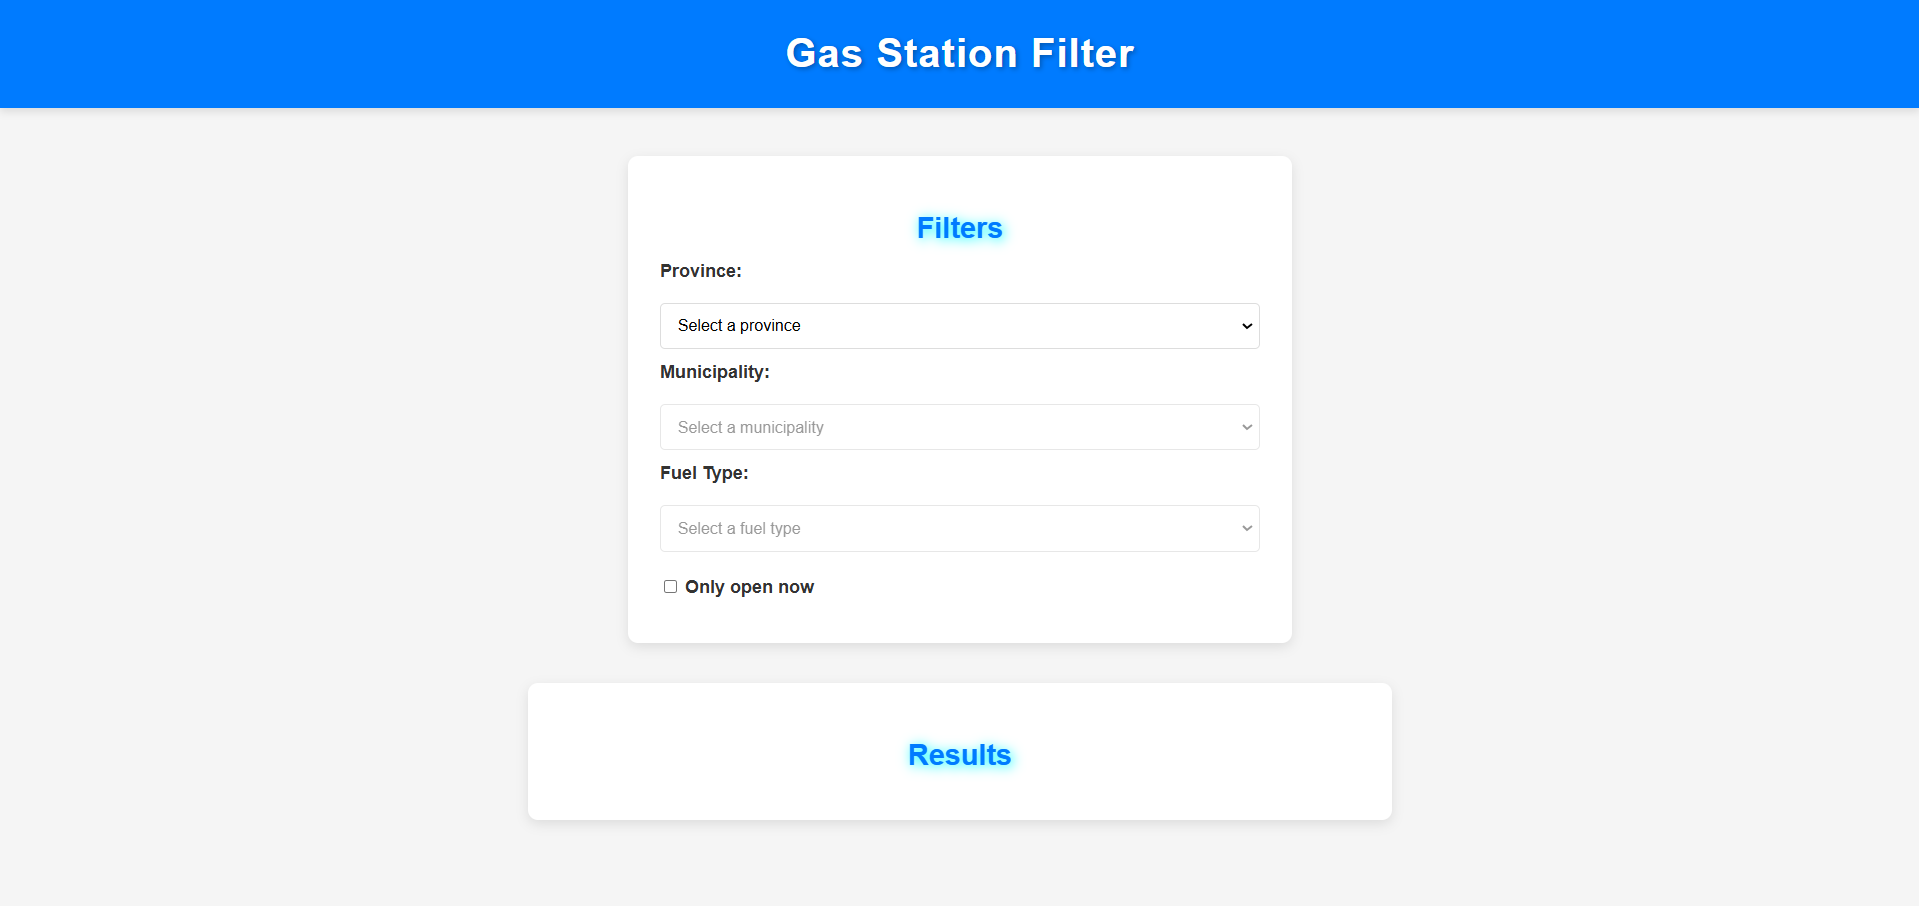 Gas Station Filter
Filters
Province:
Select a province
Municipality:
Select a municipality
Fuel Type:
Select a fuel type
Only open now
Results